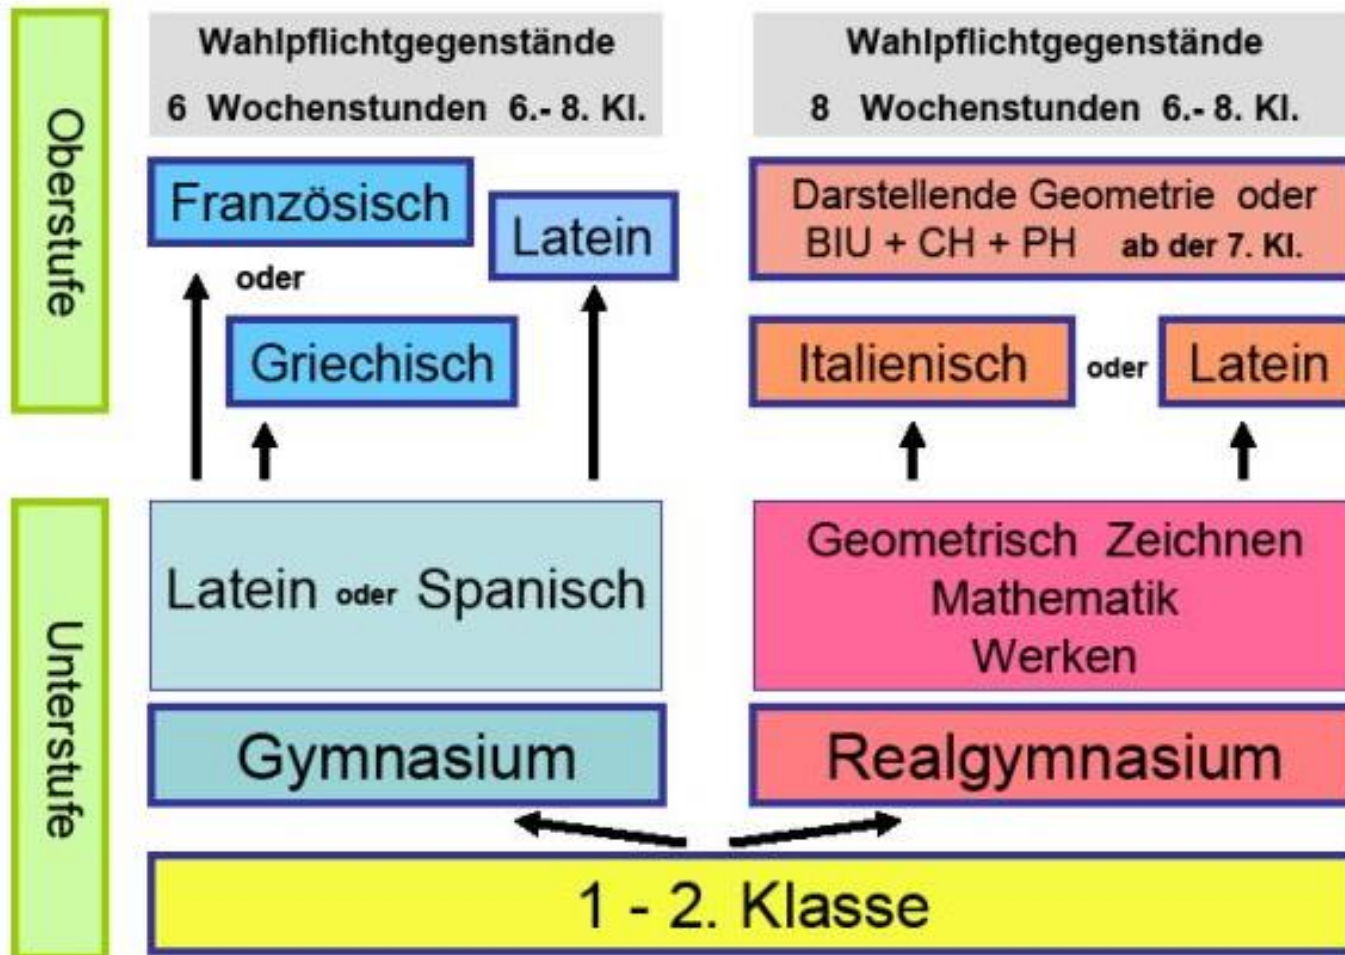 Oberstufe
Wahlpflichtgegenstände
6 Wochenstunden 6.- 8. Kl.
Französisch
oder
Griechisch
Latein
Wahlpflichtgegenstände
8 Wochenstunden 6.- 8. Kl.
Darstellende Geometrie oder
BIU + CH + PH ab der 7. Kl.
Italienisch oder Latein
Unterstufe
Latein oder Spanisch
Gymnasium
Geometrisch Zeichnen
Mathematik
Werken
Realgymnasium
1 - 2. Klasse